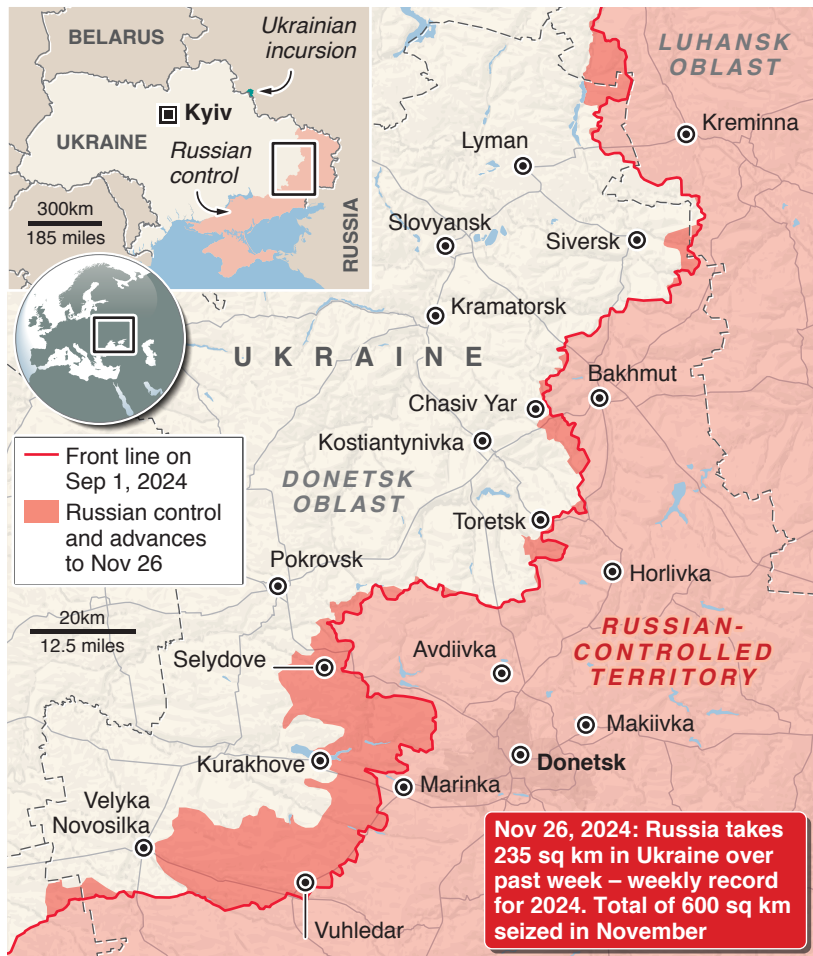 BELARUS
Ukrainian
incursion
Kyiv
UKRAINE
Russian
control
300km
185 miles
RUSSIA
LUHANSK
OBLAST
Kreminna
Lyman
Slovyansk
Siversk
Kramatorsk
UKRAINE
Bakhmut
Chasiv Yar
Kostiantynivka
Front line on
Sep 1, 2024
Russian control
and advances
to Nov 26
DONETSK
OBLAST
Toretsk
Pokrovsk
Horlivka
20km
12.5 miles
RUSSIAN-
CONTROLLED
TERRITORY
Selydove
Avdiivka
Makiivka
Kurakhove
Donetsk
Marinka
Velyka
Novosilka
Vuhledar
Nov 26, 2024: Russia takes
235 sq km in Ukraine over
past week – weekly record
for 2024. Total of 600 sq km
seized in November